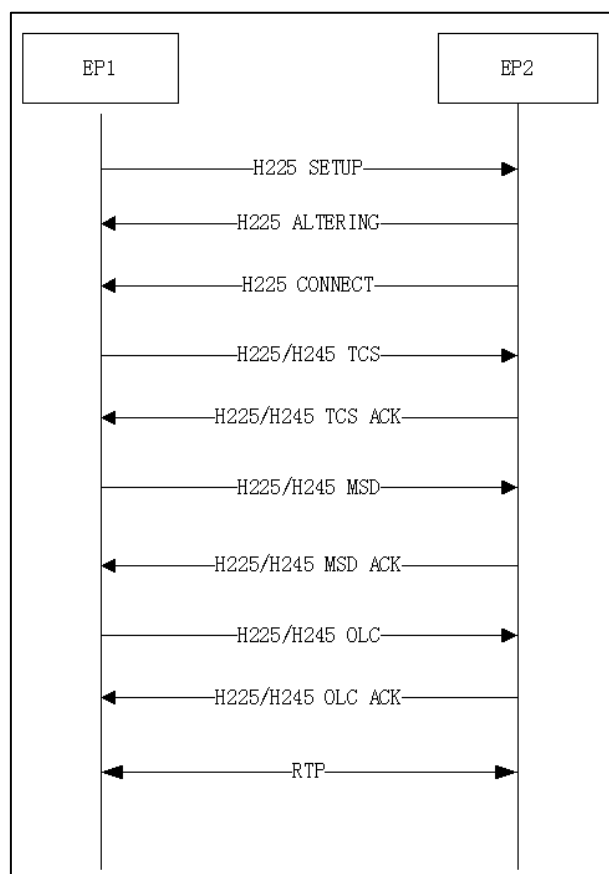 EP1
EP2
H225 SETUP
H225 ALTERING
H225 CONNECT
H225/H245 TCS
H225/H245 TCS ACK
H225/H245 MSD
H225/H245 MSD ACK
H225/H245 OLC
H225/H245 OLC ACK
RTP